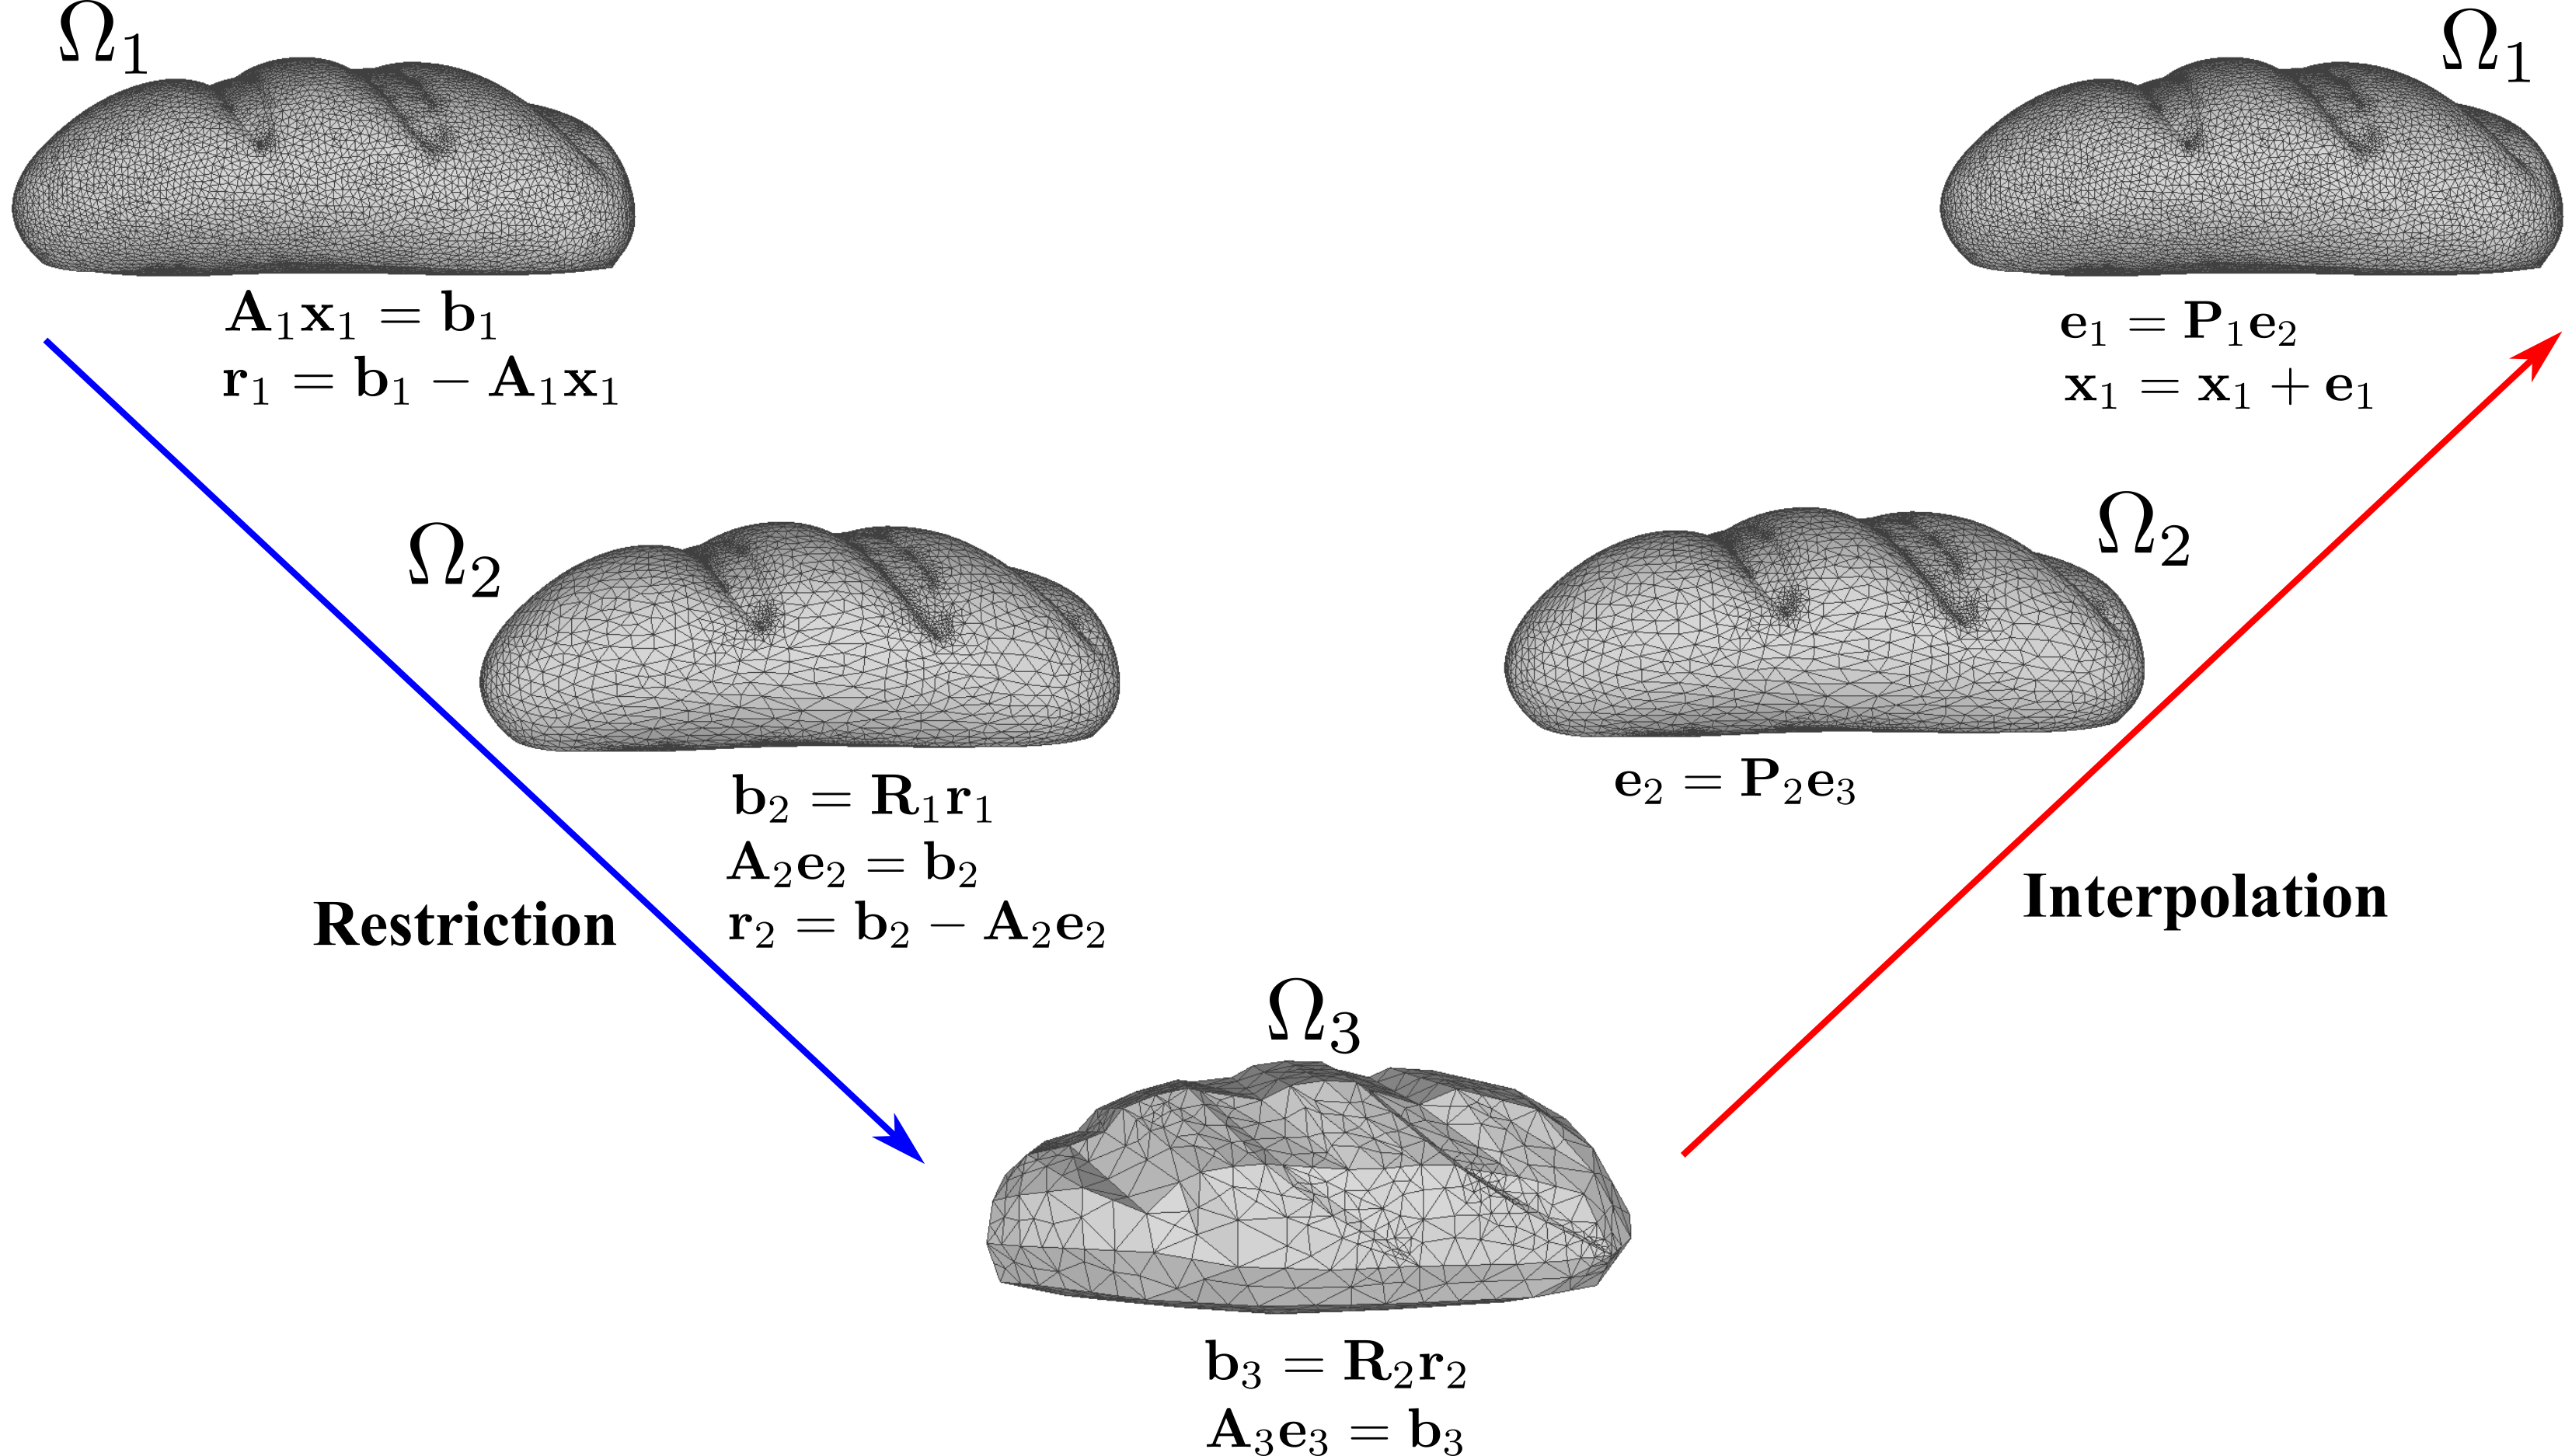 Ω₁
Ω₁
A₁x₁ = b₁
r₁ = b₁ − A₁x₁
e₁ = P₁e₂
x₁ = x₁ + e₁
Ω₂
Ω₂
b₂ = R₁r₁
A₂e₂ = b₂
r₂ = b₂ − A₂e₂
e₂ = P₂e₃
Restriction
Interpolation
Ω₃
b₃ = R₂r₂
A₃e₃ = b₃